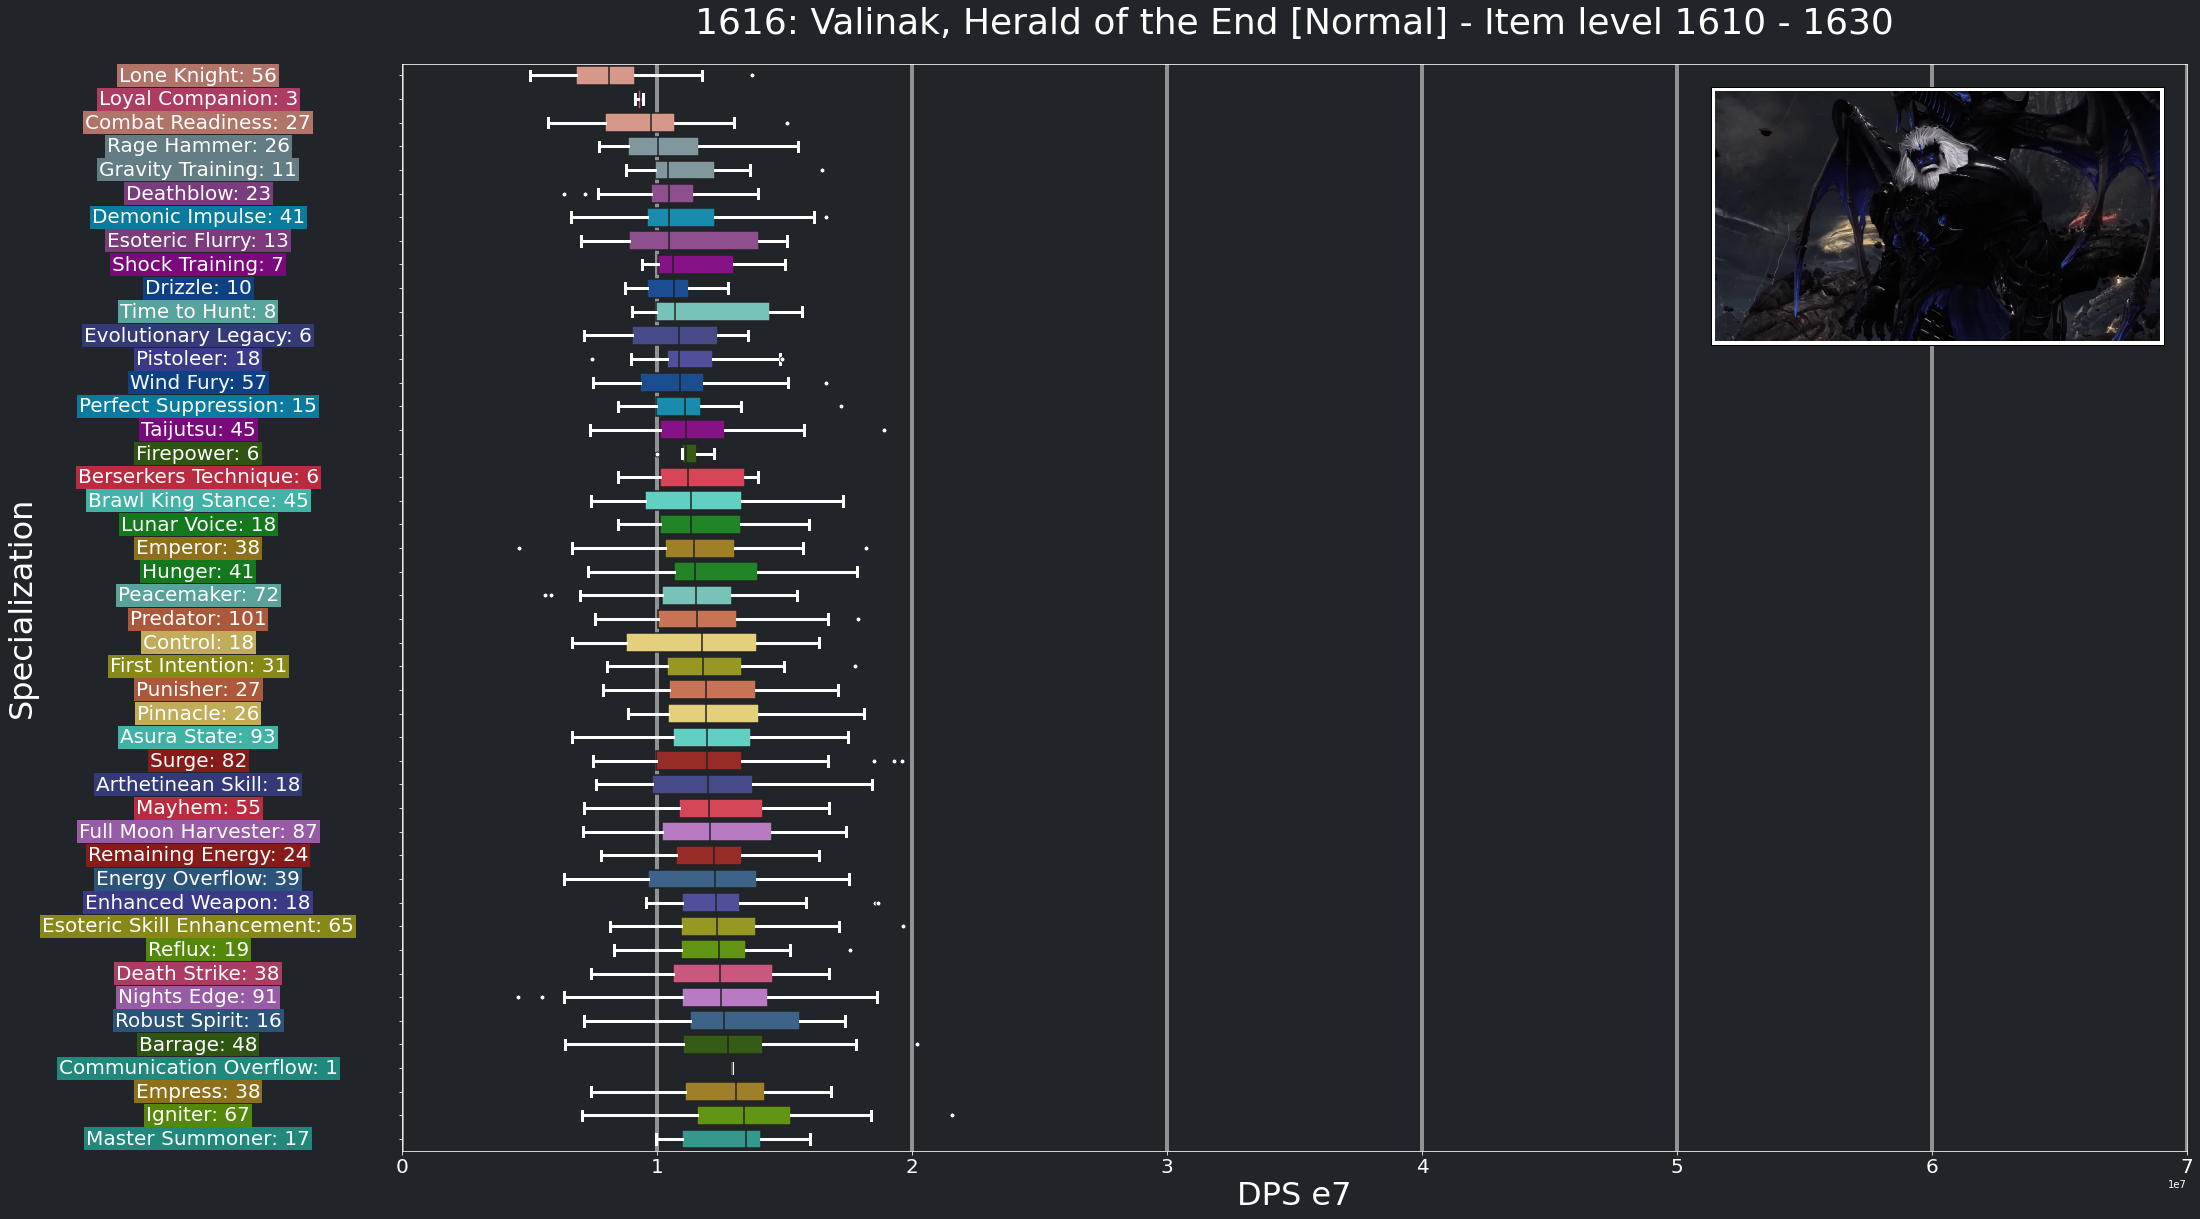 1616: Valinak, Herald of the End [Normal] - Item level 1610 - 1630
Specialization
Lone Knight: 56
Loyal Companion: 3
Combat Readiness: 27
Rage Hammer: 26
Gravity Training: 11
Deathblow: 23
Demonic Impulse: 41
Esoteric Flurry: 13
Shock Training: 7
Drizzle: 10
Time to Hunt: 8
Evolutionary Legacy: 6
Pistoleer: 18
Wind Fury: 57
Perfect Suppression: 15
Taijutsu: 45
Firepower: 6
Berserkers Technique: 6
Brawl King Stance: 45
Lunar Voice: 18
Emperor: 38
Hunger: 41
Peacemaker: 72
Predator: 101
Control: 18
First Intention: 31
Punisher: 27
Pinnacle: 26
Asura State: 93
Surge: 82
Arthetinean Skill: 18
Mayhem: 55
Full Moon Harvester: 87
Remaining Energy: 24
Energy Overflow: 39
Enhanced Weapon: 18
Esoteric Skill Enhancement: 65
Reflux: 19
Death Strike: 38
Nights Edge: 91
Robust Spirit: 16
Barrage: 48
Communication Overflow: 1
Empress: 38
Igniter: 67
Master Summoner: 17
0 1 2 3 4 5 6 7
1e7
DPS e7